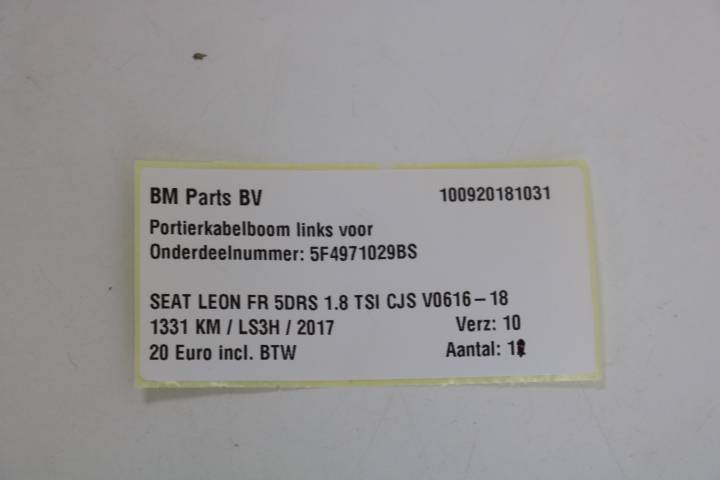 BM Parts BV 100920181031
Portierkabelboom links voor
Onderdeelnummer: 5F4971029BS
SEAT LEON FR 5DRS 1.8 TSI CJS V0616-18
1331 KM / LS3H / 2017 Verz: 10
20 Euro incl. BTW Aantal: 1